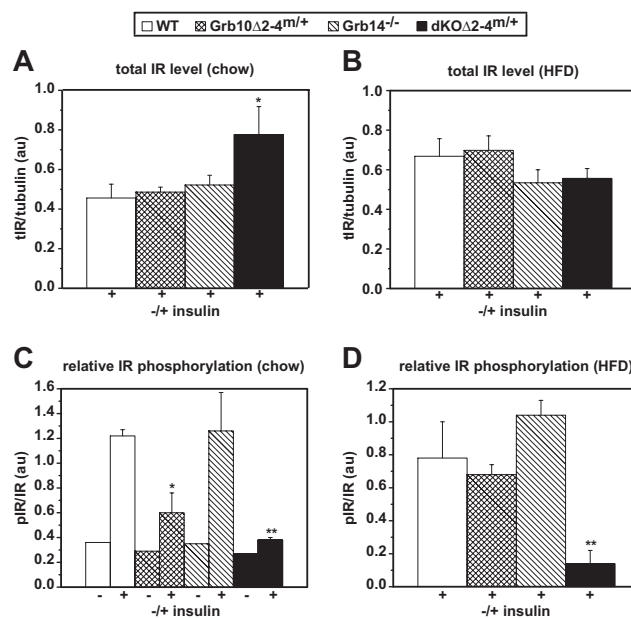 WT Grb10Δ2-4m/+ Grb14-/- dKOΔ2-4m/+
A
total IR level (chow)
1.0
0.8
0.6
0.4
0.2
0.0
tIR/tubulin (au)
*
+ + + +
-/+ insulin
B
total IR level (HFD)
1.0
0.8
0.6
0.4
0.2
0.0
tIR/tubulin (au)
+ + + +
-/+ insulin
C
relative IR phosphorylation (chow)
1.6
1.4
1.2
1.0
0.8
0.6
0.4
0.2
0.0
pIR/IR (au)
*
**
- + - + - + - +
-/+ insulin
D
relative IR phosphorylation (HFD)
1.2
1.0
0.8
0.6
0.4
0.2
0.0
pIR/IR (au)
**
+ + + +
-/+ insulin